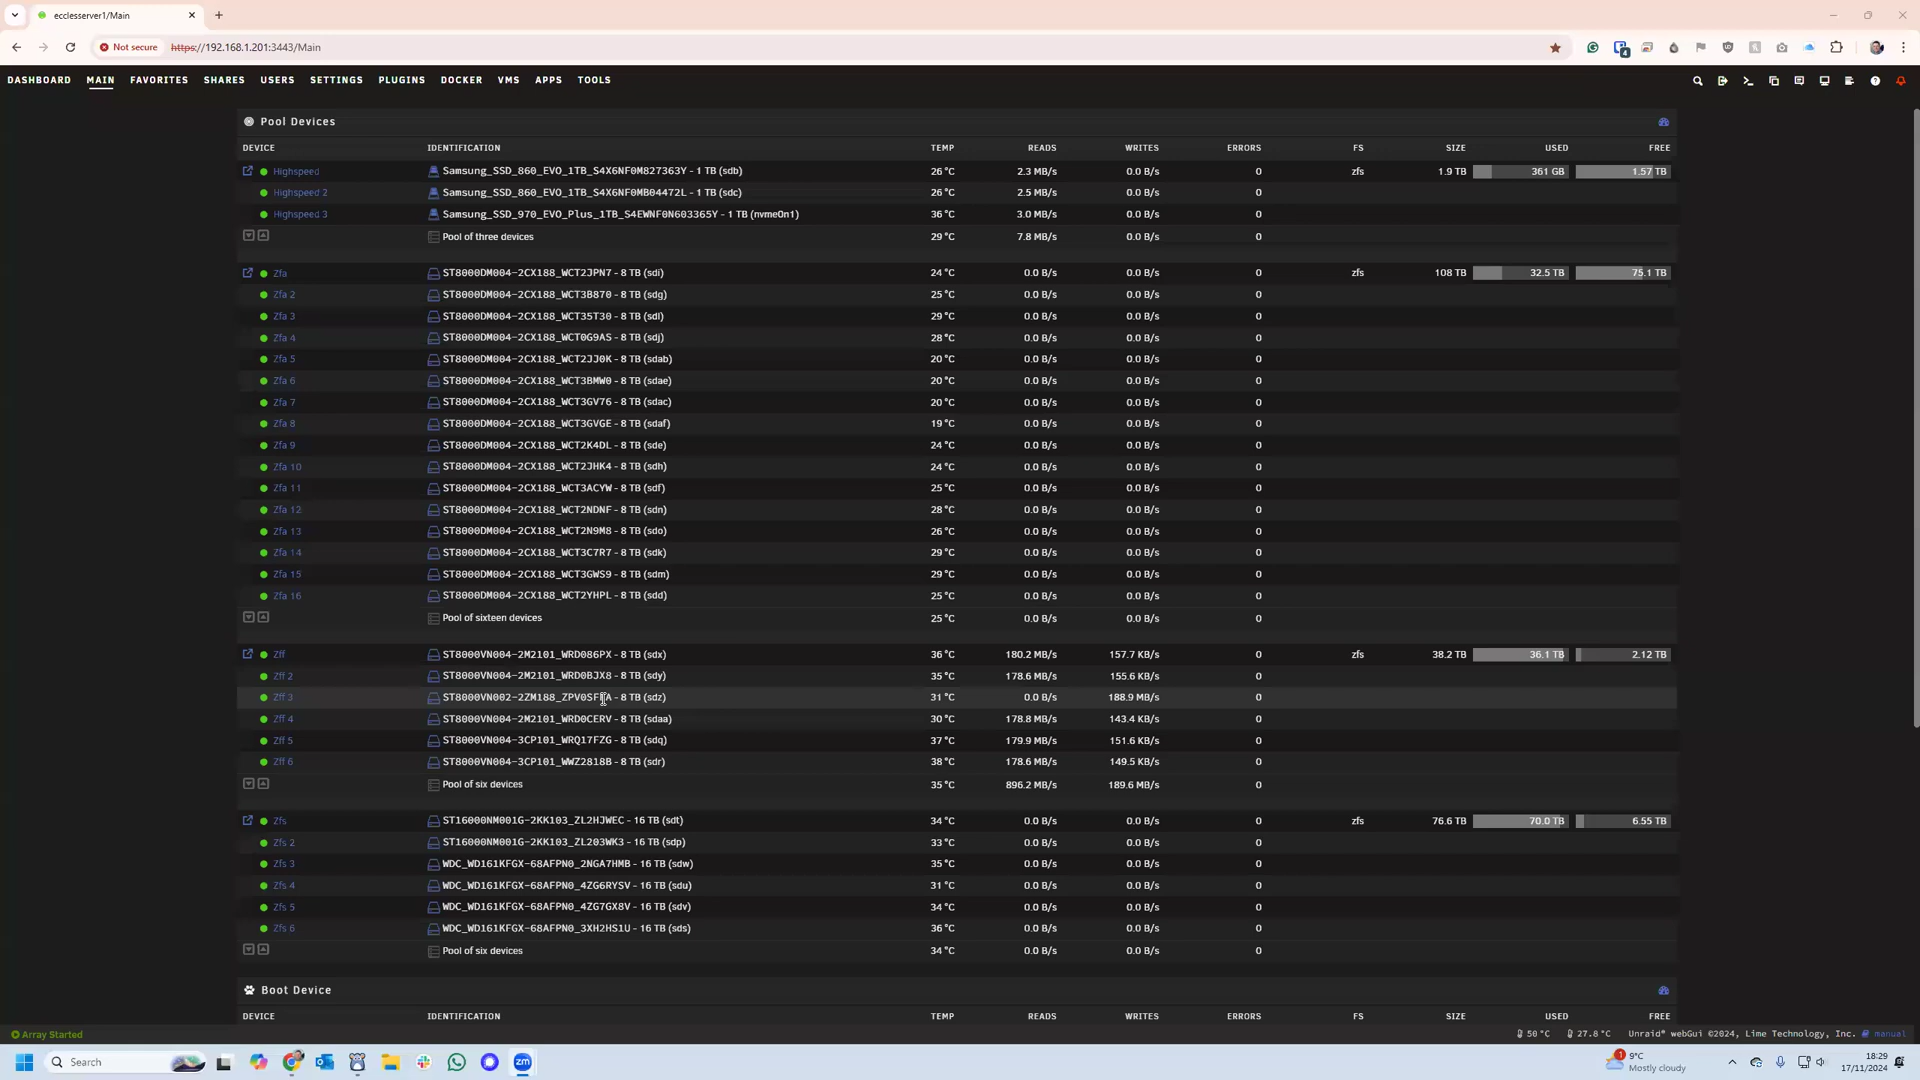 ecclesserver1/Main
Not secure https://192.168.1.201:3443/Main
DASHBOARD MAIN FAVORITES SHARES USERS SETTINGS PLUGINS DOCKER VMS APPS TOOLS
Pool Devices
DEVICE IDENTIFICATION TEMP READS WRITES ERRORS FS SIZE USED FREE
Highspeed Samsung_SSD_860_EVO_1TB_S4X6NF0M827363Y - 1 TB (sdb) 26 °C 2.3 MB/s 0.0 B/s 0 zfs 1.9 TB 361 GB 1.57 TB
Highspeed 2 Samsung_SSD_860_EVO_1TB_S4X6NF0MB04472L - 1 TB (sdc) 26 °C 2.5 MB/s 0.0 B/s 0
Highspeed 3 Samsung_SSD_970_EVO_Plus_1TB_S4EWNF0N603365Y - 1 TB (nvme0n1) 36 °C 3.0 MB/s 0.0 B/s 0
Pool of three devices 29 °C 7.8 MB/s 0.0 B/s 0
Zfa ST8000DM004-2CX188_WCT2JPN7 - 8 TB (sdi) 24 °C 0.0 B/s 0.0 B/s 0 zfs 108 TB 32.5 TB 75.1 TB
Zfa 2 ST8000DM004-2CX188_WCT3B870 - 8 TB (sdg) 25 °C 0.0 B/s 0.0 B/s 0
Zfa 3 ST8000DM004-2CX188_WCT35T30 - 8 TB (sdl) 29 °C 0.0 B/s 0.0 B/s 0
Zfa 4 ST8000DM004-2CX188_WCT0G9AS - 8 TB (sdj) 28 °C 0.0 B/s 0.0 B/s 0
Zfa 5 ST8000DM004-2CX188_WCT2JJ0K - 8 TB (sdab) 20 °C 0.0 B/s 0.0 B/s 0
Zfa 6 ST8000DM004-2CX188_WCT3BMW0 - 8 TB (sdae) 20 °C 0.0 B/s 0.0 B/s 0
Zfa 7 ST8000DM004-2CX188_WCT3GV76 - 8 TB (sdac) 20 °C 0.0 B/s 0.0 B/s 0
Zfa 8 ST8000DM004-2CX188_WCT3GVGE - 8 TB (sdaf) 19 °C 0.0 B/s 0.0 B/s 0
Zfa 9 ST8000DM004-2CX188_WCT2K4DL - 8 TB (sde) 24 °C 0.0 B/s 0.0 B/s 0
Zfa 10 ST8000DM004-2CX188_WCT2JHK4 - 8 TB (sdh) 24 °C 0.0 B/s 0.0 B/s 0
Zfa 11 ST8000DM004-2CX188_WCT3ACYW - 8 TB (sdf) 25 °C 0.0 B/s 0.0 B/s 0
Zfa 12 ST8000DM004-2CX188_WCT2NDNF - 8 TB (sdn) 28 °C 0.0 B/s 0.0 B/s 0
Zfa 13 ST8000DM004-2CX188_WCT2N9M8 - 8 TB (sdo) 26 °C 0.0 B/s 0.0 B/s 0
Zfa 14 ST8000DM004-2CX188_WCT3C7R7 - 8 TB (sdk) 29 °C 0.0 B/s 0.0 B/s 0
Zfa 15 ST8000DM004-2CX188_WCT3GWS9 - 8 TB (sdm) 29 °C 0.0 B/s 0.0 B/s 0
Zfa 16 ST8000DM004-2CX188_WCT2YHPL - 8 TB (sdd) 25 °C 0.0 B/s 0.0 B/s 0
Pool of sixteen devices 25 °C 0.0 B/s 0.0 B/s 0
Zff ST8000VN004-2M2101_WRD086PX - 8 TB (sdx) 36 °C 180.2 MB/s 157.7 KB/s 0 zfs 38.2 TB 36.1 TB 2.12 TB
Zff 2 ST8000VN004-2M2101_WRD0BJX8 - 8 TB (sdy) 35 °C 178.6 MB/s 155.6 KB/s 0
Zff 3 - 8 TB (sdz) 31 °C 0.0 B/s 188.9 MB/s 0
Zff 4 ST8000VN004-2M2101_WRD0CERV - 8 TB (sdaa) 30 °C 178.8 MB/s 143.4 KB/s 0
Zff 5 ST8000VN004-3CP101_WRQ17FZG - 8 TB (sdq) 37 °C 179.9 MB/s 151.6 KB/s 0
Zff 6 ST8000VN004-3CP101_WWZ2818B - 8 TB (sdr) 38 °C 178.6 MB/s 149.5 KB/s 0
Pool of six devices 35 °C 896.2 MB/s 189.6 MB/s 0
Zfs ST16000NM001G-2KK103_ZL2HJWEC - 16 TB (sdt) 34 °C 0.0 B/s 0.0 B/s 0 zfs 76.6 TB 70.0 TB 6.55 TB
Zfs 2 ST16000NM001G-2KK103_ZL203WK3 - 16 TB (sdp) 33 °C 0.0 B/s 0.0 B/s 0
Zfs 3 WDC_WD161KFGX-68AFPN0_2NGA7HMB - 16 TB (sdw) 35 °C 0.0 B/s 0.0 B/s 0
Zfs 4 WDC_WD161KFGX-68AFPN0_4ZG6RYSV - 16 TB (sdu) 31 °C 0.0 B/s 0.0 B/s 0
Zfs 5 WDC_WD161KFGX-68AFPN0_4ZG7GX8V - 16 TB (sdv) 34 °C 0.0 B/s 0.0 B/s 0
Zfs 6 WDC_WD161KFGX-68AFPN0_3XH2HS1U - 16 TB (sds) 36 °C 0.0 B/s 0.0 B/s 0
Pool of six devices 34 °C 0.0 B/s 0.0 B/s 0
Boot Device
DEVICE IDENTIFICATION TEMP READS WRITES ERRORS FS SIZE USED FREE
Array Started 50 °C 27.8 °C Unraid® webGui ©2024, Lime Technology, Inc. manual
Search zm 1 9°C 18:29
Mostly cloudy 17/11/2024